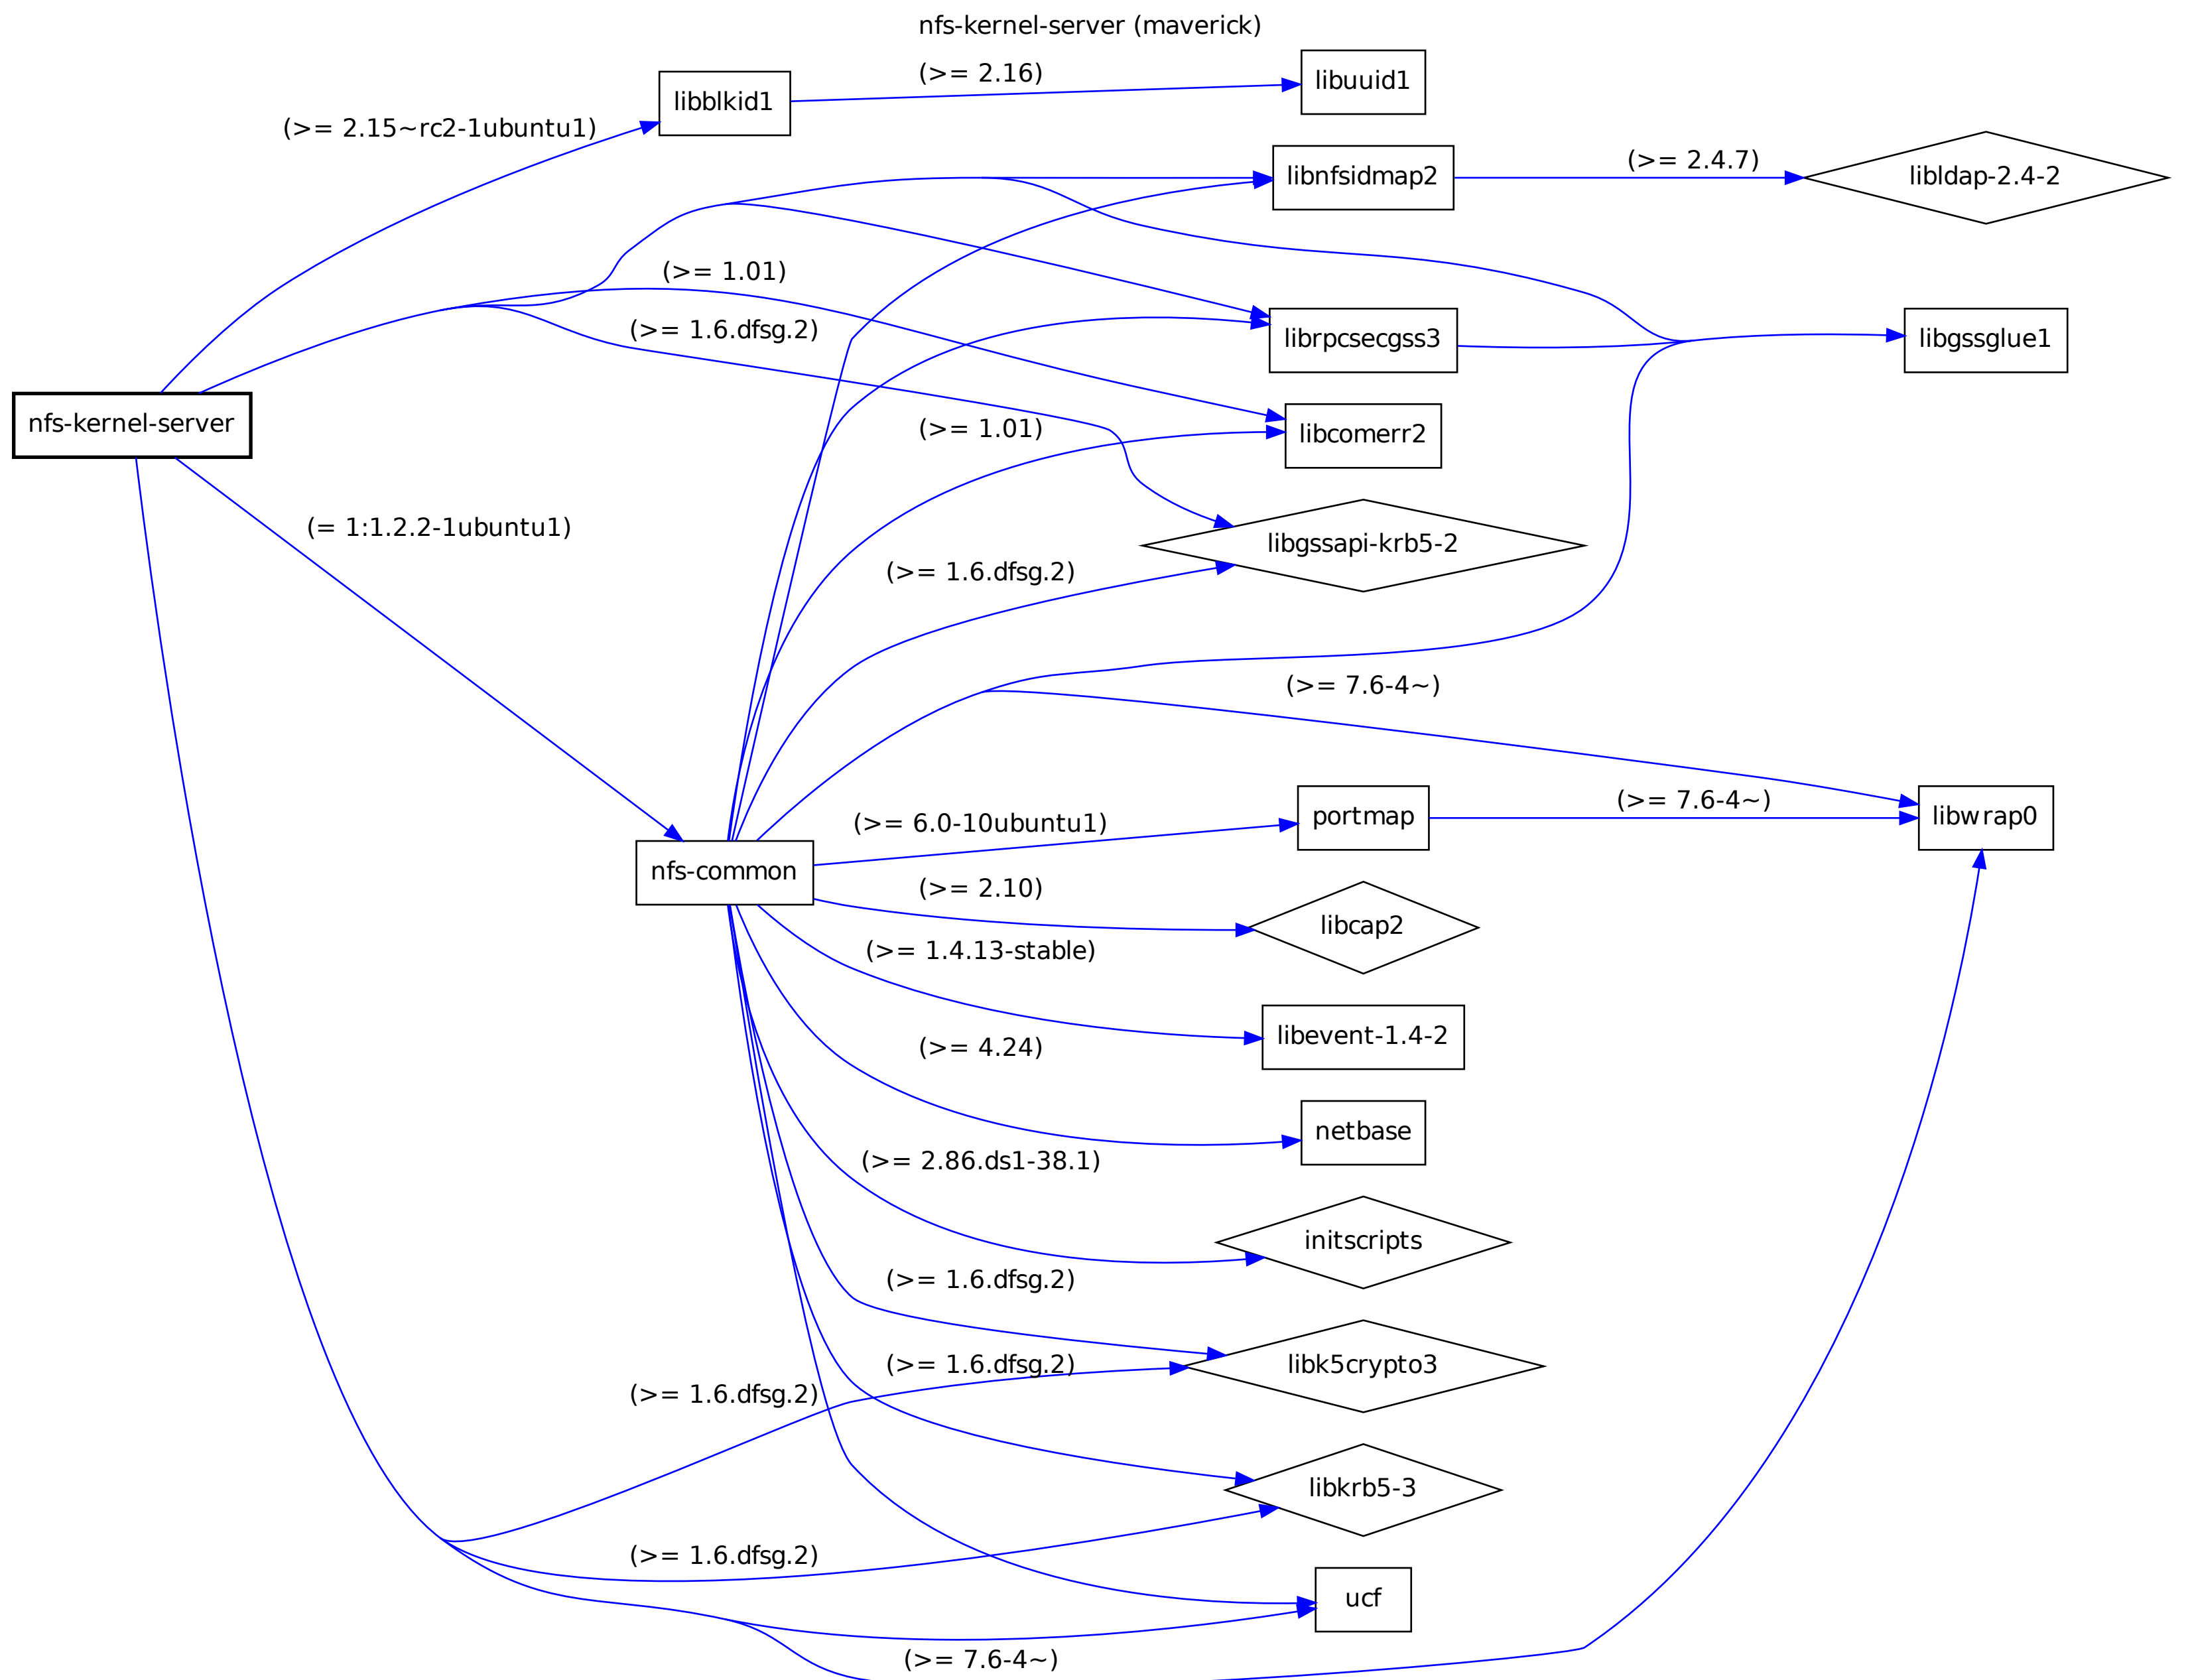 nfs-kernel-server (maverick)
(>= 2.16)
libuuid1
libblkid1
(>= 2.15~rc2-1ubuntu1)
(>= 2.4.7)
libnfsidmap2
libldap-2.4-2
(>= 1.01)
(>= 1.6.dfsg.2)
librpcsecgss3
libgssglue1
nfs-kernel-server
(>= 1.01)
libcomerr2
(= 1:1.2.2-1ubuntu1)
libgssapi-krb5-2
(>= 1.6.dfsg.2)
(>= 7.6-4~)
(>= 6.0-10ubuntu1)
portmap
(>= 7.6-4~)
libwrap0
nfs-common
(>= 2.10)
libcap2
(>= 1.4.13-stable)
libevent-1.4-2
(>= 4.24)
netbase
(>= 2.86.ds1-38.1)
initscripts
(>= 1.6.dfsg.2)
(>= 1.6.dfsg.2)
libk5crypto3
(>= 1.6.dfsg.2)
libkrb5-3
(>= 1.6.dfsg.2)
ucf
(>= 7.6-4~)